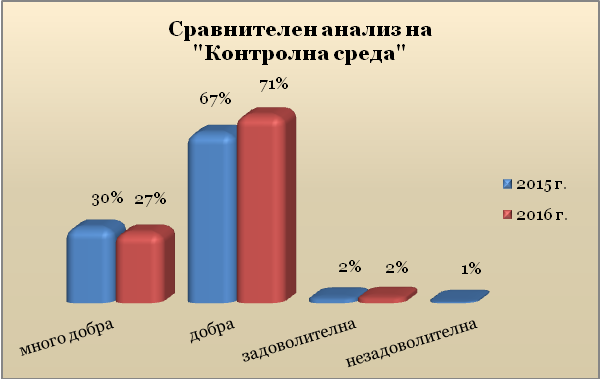 Сравнителен анализ на
"Контролна среда"
71%
67%
30%
27%
2%
2%
1%
2015 г.
2016 г.
много добра
добра
задоволителна
незадоволителна